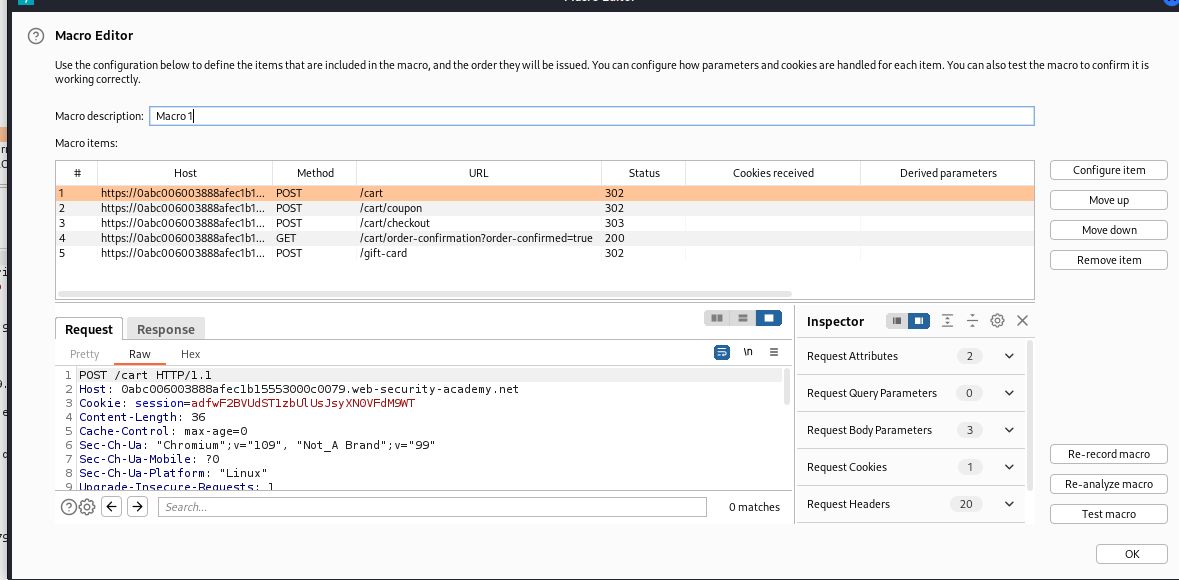 Macro Editor
Macro Editor
Use the configuration below to define the items that are included in the macro, and the order they will be issued. You can configure how parameters and cookies are handled for each item. You can also test the macro to confirm it is
working correctly.
Macro description: Macro 1
Macro items:
# Host Method URL Status Cookies received Derived parameters
1 https://0abc006003888afec1b1... POST /cart 302
2 https://0abc006003888afec1b1... POST /cart/coupon 302
3 https://0abc006003888afec1b1... POST /cart/checkout 303
4 https://0abc006003888afec1b1... GET /cart/order-confirmation?order-confirmed=true 200
5 https://0abc006003888afec1b1... POST /gift-card 302
Configure item
Move up
Move down
Remove item
Request Response
Pretty Raw Hex \n
1 POST /cart HTTP/1.1
2 Host: 0abc006003888afec1b15553000c0079.web-security-academy.net
3 Cookie: session=adfwF2BVUdST1zbUlUsJsyXN0VFdM9WT
4 Content-Length: 36
5 Cache-Control: max-age=0
6 Sec-Ch-Ua: "Chromium";v="109", "Not_A Brand";v="99"
7 Sec-Ch-Ua-Mobile: ?0
8 Sec-Ch-Ua-Platform: "Linux"
9 Upgrade-Insecure-Requests: 1
Search... 0 matches
Inspector
Request Attributes 2
Request Query Parameters 0
Request Body Parameters 3
Request Cookies 1
Request Headers 20
Re-record macro
Re-analyze macro
Test macro
OK